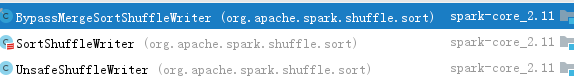 BypassMergeSortShuffleWriter (org.apache.spark.shuffle.sort) spark-core_2.11
SortShuffleWriter (org.apache.spark.shuffle.sort) spark-core_2.11
UnsafeShuffleWriter (org.apache.spark.shuffle.sort) spark-core_2.11